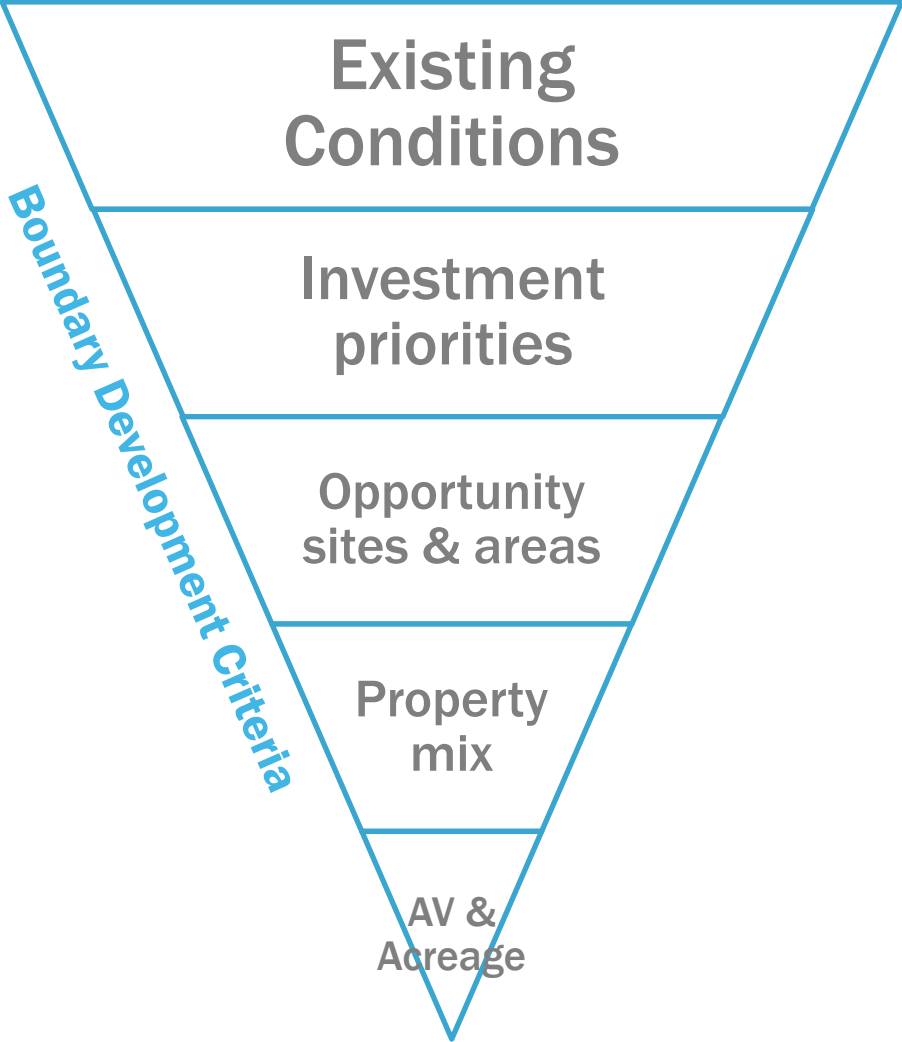 Existing
Conditions
Investment
priorities
Opportunity
sites & areas
Property
mix
AV &
Acreage
Boundary Development Criteria